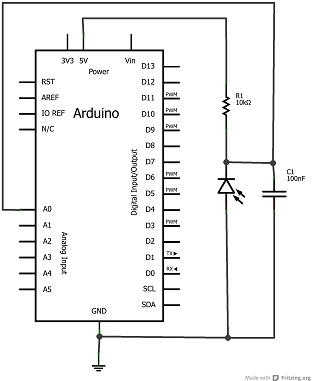 3V3 5V Vin
Power
RST
AREF
IO REF
N/C
Arduino
D13
D12
D11 PWM
D10 PWM
D9 PWM
D8
D7
D6 PWM
D5 PWM
D4
D3 PWM
D2
D1 TX
D0 RX
SCL
SDA
Digital Input/Output
A0
A1
A2
A3
A4
A5
Analog Input
GND
R1
10kΩ
C1
100nF
Made with Fritzing.org